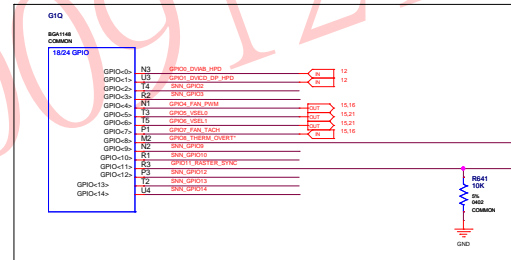 G1Q
BGA1148
COMMON
18/24 GPIO
GPIO<0> N3 GPIO0_DVIAB_HPD IN 12
GPIO<1> U3 GPIO1_DVICD_DP_HPD IN 12
GPIO<2> T4 SNN_GPIO2
GPIO<3> R2 SNN_GPIO3
GPIO<4> N1 GPIO4_FAN_PWM OUT 15,16
GPIO<5> T3 GPIO5_VSEL0 OUT 15,21
GPIO<6> T5 GPIO6_VSEL1 OUT 15,21
GPIO<7> P1 GPIO7_FAN_TACH IN 15,16
GPIO<8> M2 GPIO8_THERM_OVERT*
GPIO<9> N2 SNN_GPIO9
GPIO<10> R1 SNN_GPIO10
GPIO<11> R3 GPIO11_RASTER_SYNC
GPIO<12> P3 SNN_GPIO12
GPIO<13> T2 SNN_GPIO13
GPIO<14> U4 SNN_GPIO14
R641
10K
5%
0402
COMMON
GND